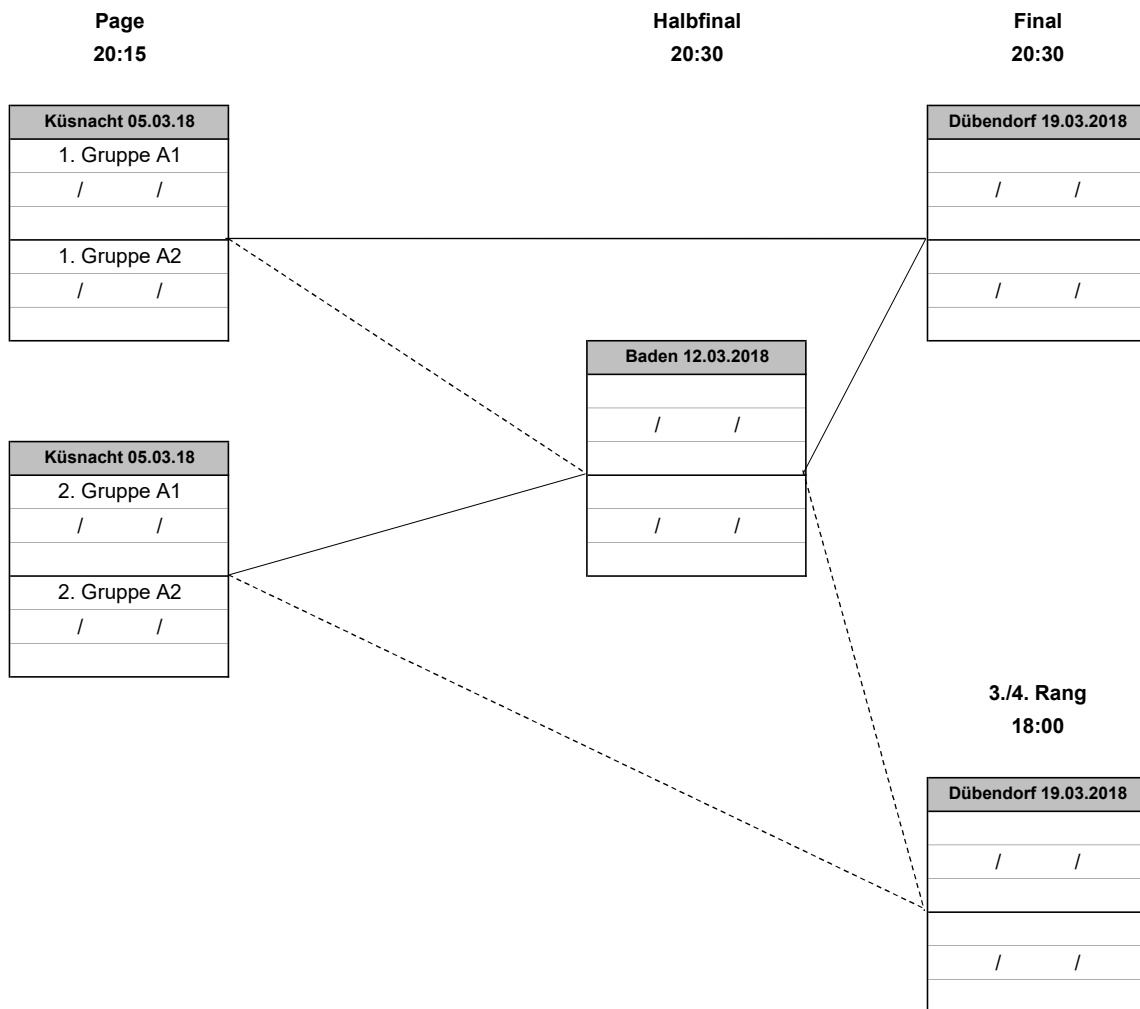 Page
20:15
Halbfinal
20:30
Final
20:30
Küsnacht 05.03.18
1. Gruppe A1
/ /
1. Gruppe A2
/ /
Dübendorf 19.03.2018
/ /
/ /
Baden 12.03.2018
/ /
/ /
Küsnacht 05.03.18
2. Gruppe A1
/ /
2. Gruppe A2
/ /
3./4. Rang
18:00
Dübendorf 19.03.2018
/ /
/ /